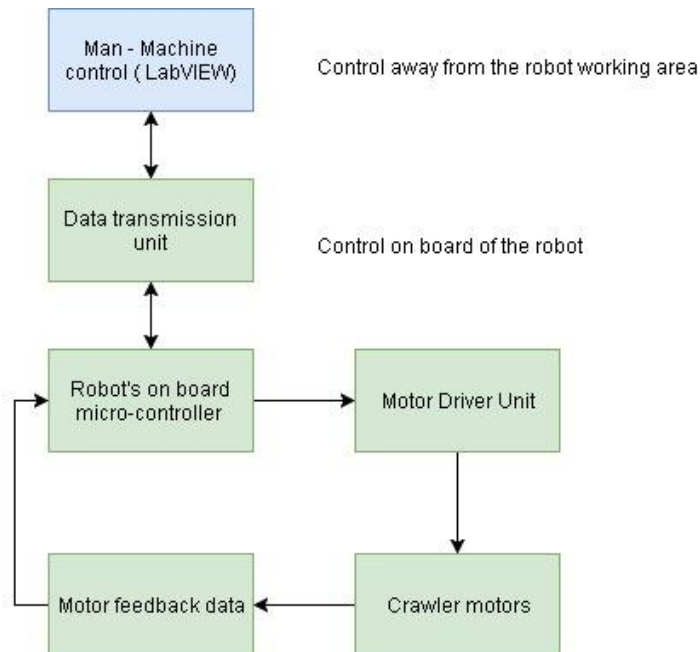 Man - Machine
control ( LabVIEW)
Control away from the robot working area
Data transmission
unit
Control on board of the robot
Robot's on board
micro-controller
Motor Driver Unit
Motor feedback data
Crawler motors